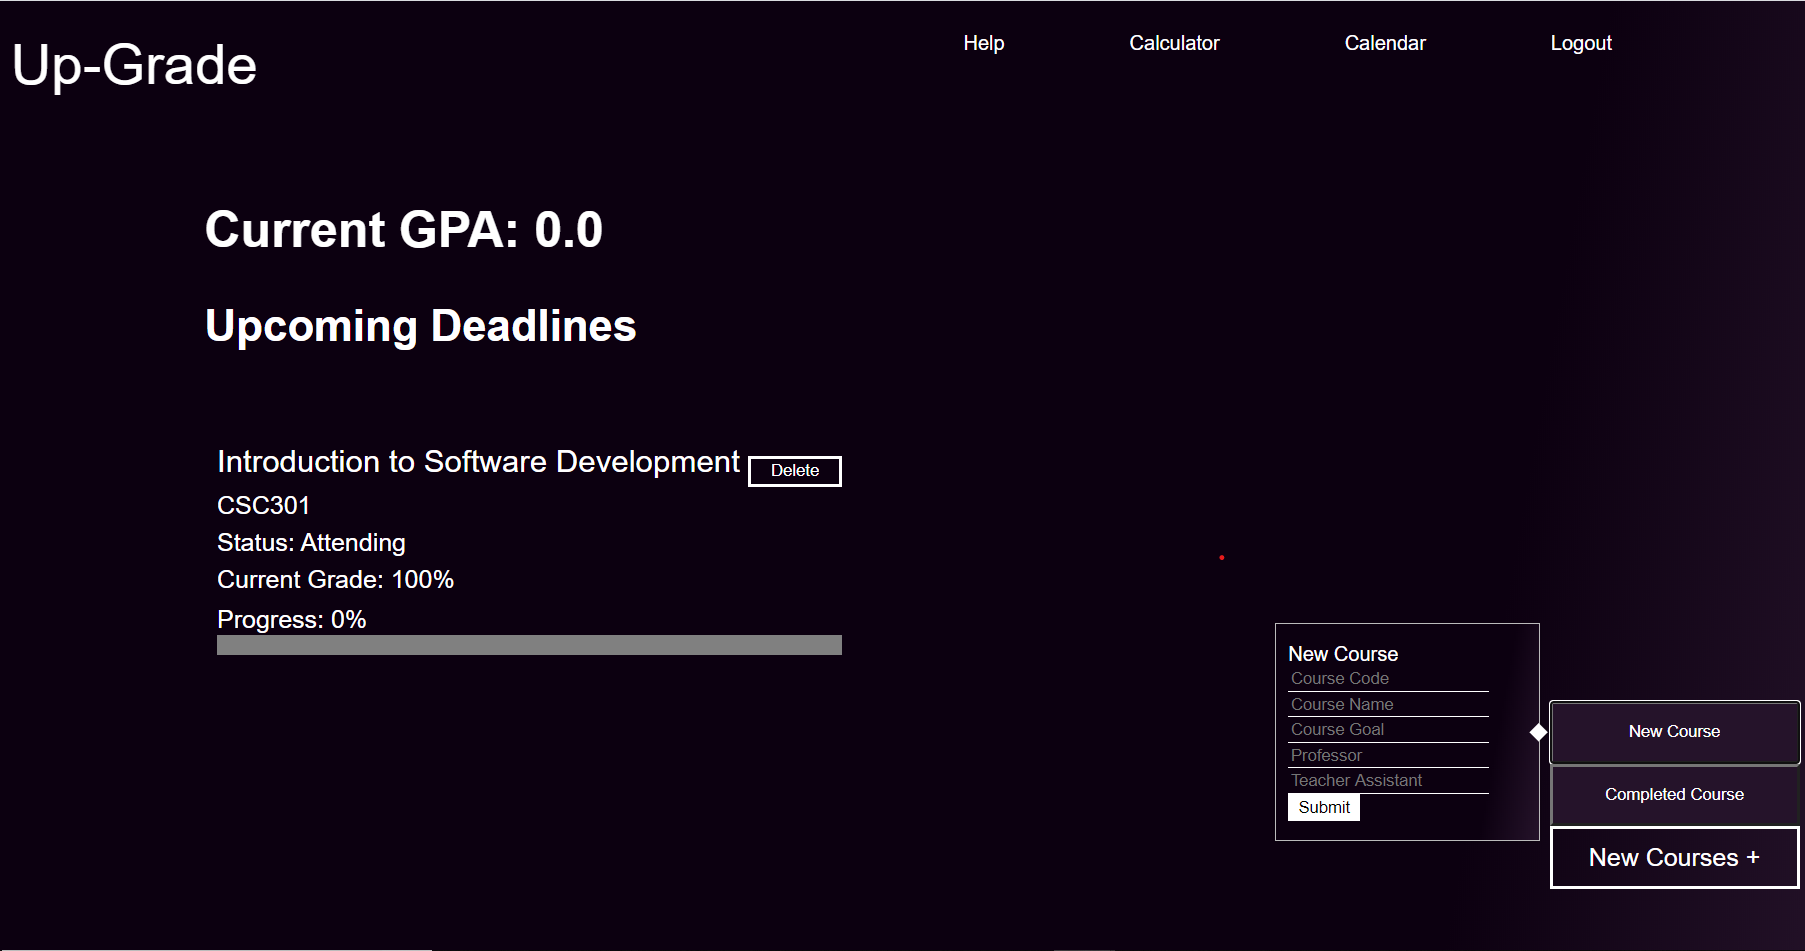 Up-Grade
Help Calculator Calendar Logout
Current GPA: 0.0
Upcoming Deadlines
Introduction to Software Development Delete
CSC301
Status: Attending
Current Grade: 100%
Progress: 0%
New Course
Course Code
Course Name
Course Goal
Professor
Teacher Assistant
Submit
New Course
Completed Course
New Courses +